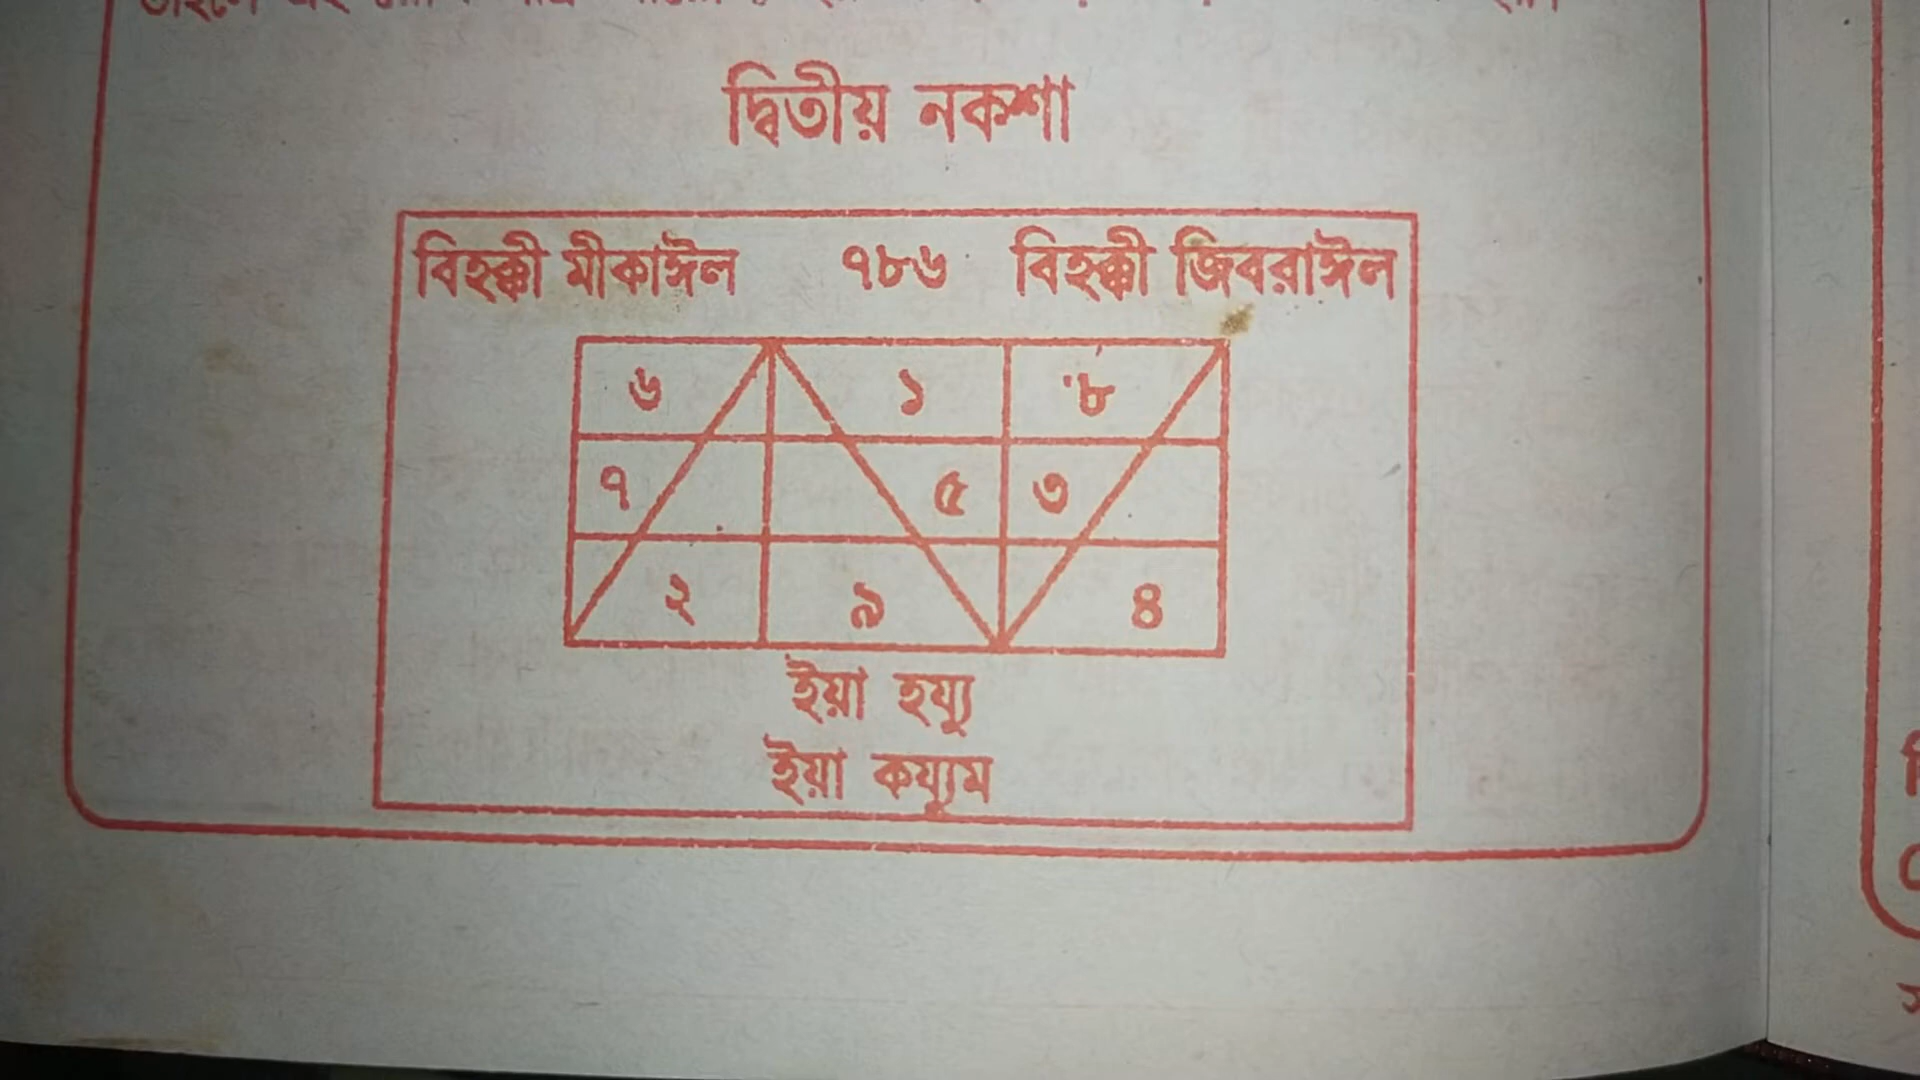 দ্বিতীয় নকশা
বিহক্কী মীকাঈল ৭৮৬ বিহক্কী জিবরাঈল
৬ ১ ৮
৭ ৫ ৩
২ ৯ ৪
ইয়া হয়্যু
ইয়া কয়্যুম